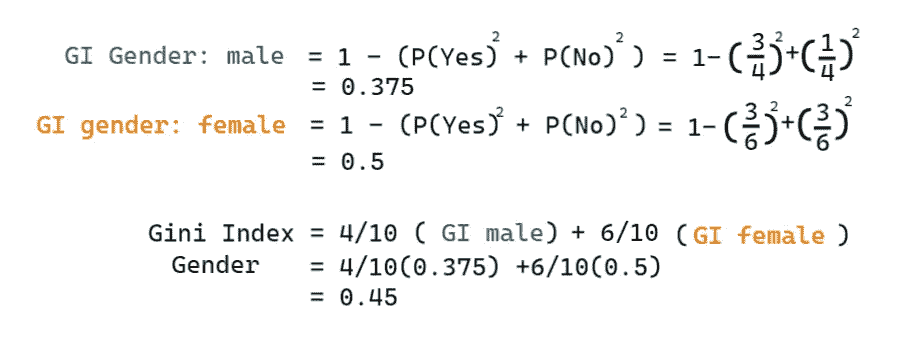 GI Gender: male = 1 - (P(Yes)² + P(No)² ) = 1-(3/4)²+(1/4)²
= 0.375
GI gender: female = 1 - (P(Yes)² + P(No)² ) = 1-(3/6)²+(3/6)²
= 0.5
Gini Index = 4/10 ( GI male) + 6/10 (GI female )
Gender = 4/10(0.375) +6/10(0.5)
= 0.45